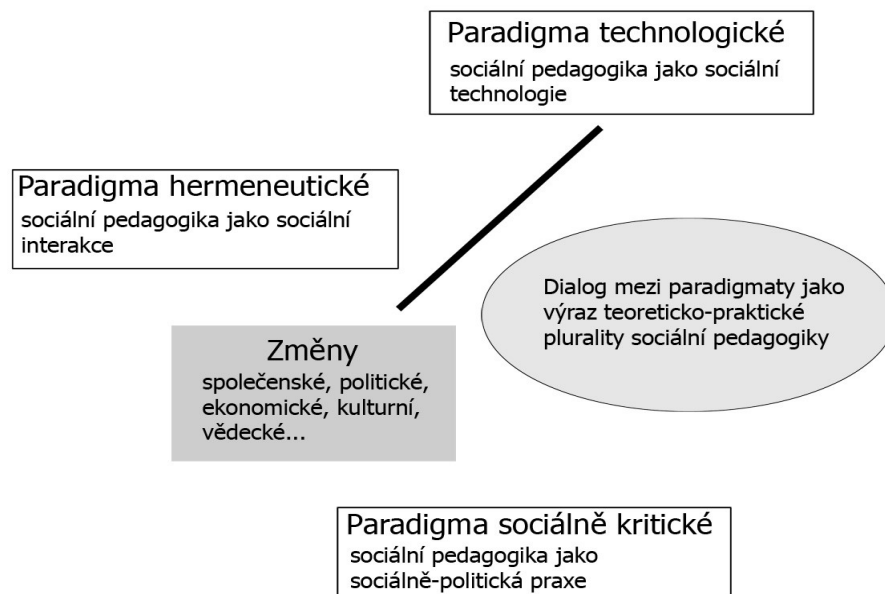 Paradigma technologické
sociální pedagogika jako sociální
technologie
Paradigma hermeneutické
sociální pedagogika jako sociální
interakce
Dialog mezi paradigmaty jako
výraz teoreticko-praktické
plurality sociální pedagogiky
Změny
společenské, politické,
ekonomické, kulturní,
vědecké...
Paradigma sociálně kritické
sociální pedagogika jako
sociálně-politická praxe